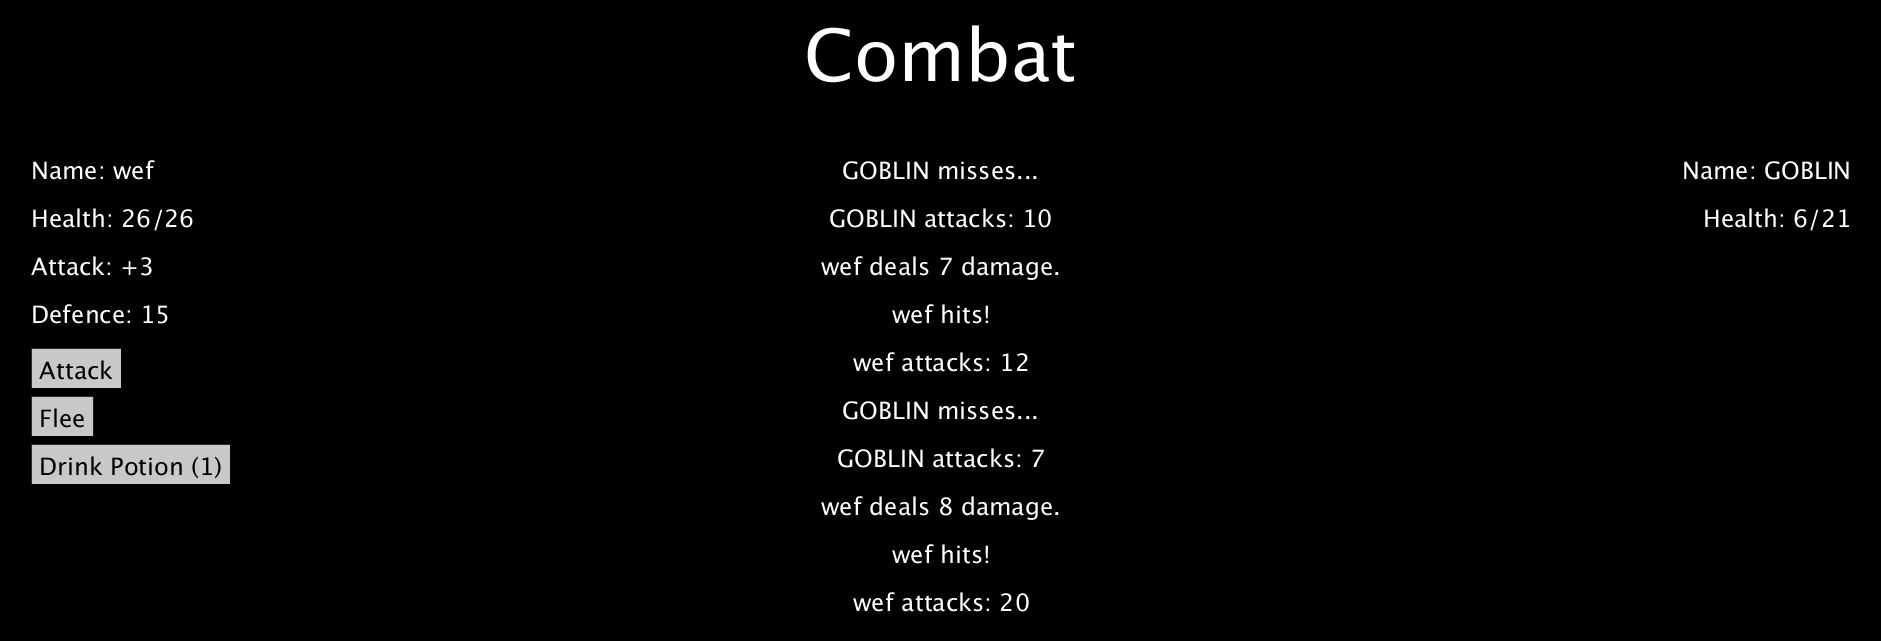 Combat
Name: wef
Health: 26/26
Attack: +3
Defence: 15
Attack
Flee
Drink Potion (1)
GOBLIN misses...
GOBLIN attacks: 10
wef deals 7 damage.
wef hits!
wef attacks: 12
GOBLIN misses...
GOBLIN attacks: 7
wef deals 8 damage.
wef hits!
wef attacks: 20
Name: GOBLIN
Health: 6/21